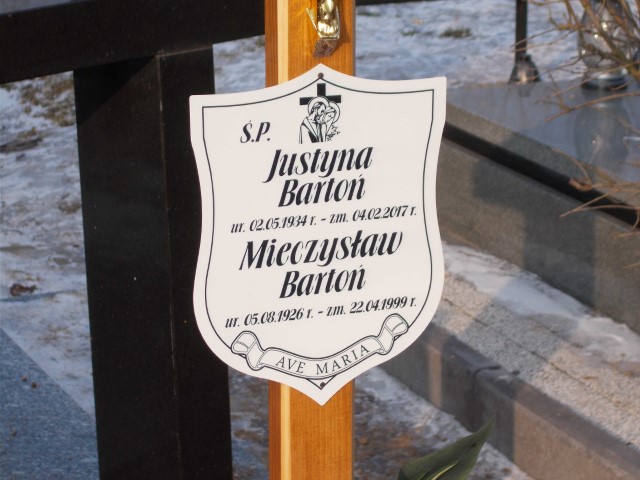 Ś.P.
Justyna
Bartoń
ur. 02.05.1934 r. - zm. 04.02.2017 r.
Mieczysław
Bartoń
ur. 05.08.1926 r. - zm. 22.04.1999 r.
AVE MARIA